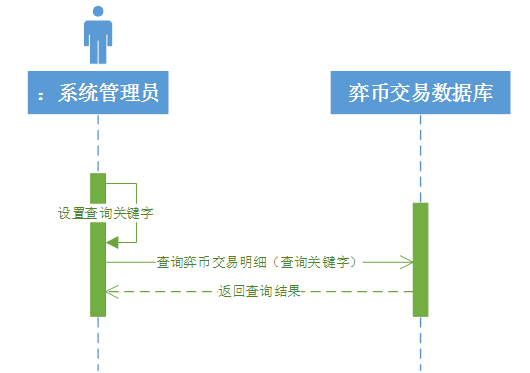 ：系统管理员
弈币交易数据库
设置查询关键字
查询弈币交易明细（查询关键字）
返回查询结果